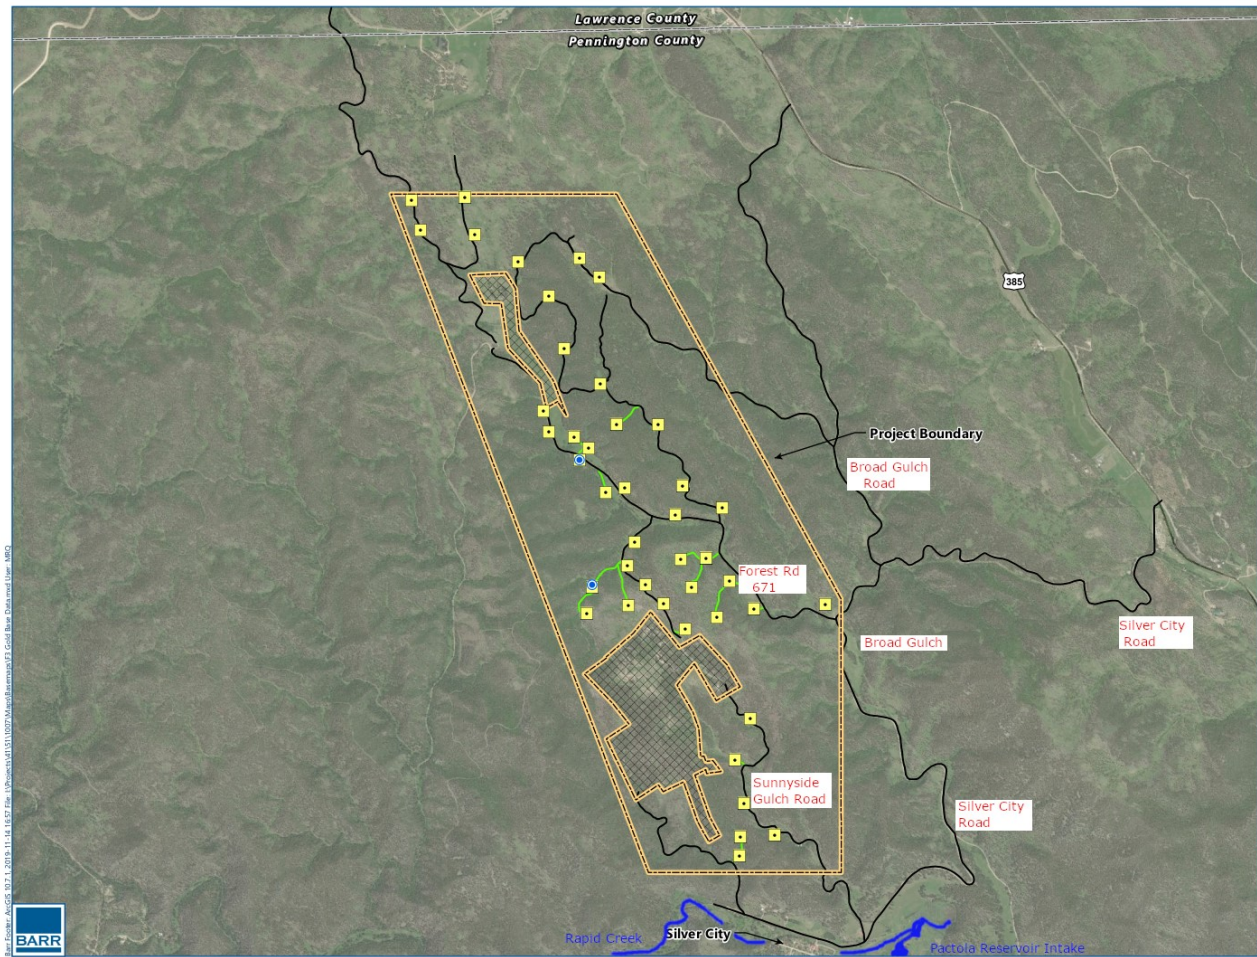 Lawrence County
Pennington County
385
Project Boundary
Broad Gulch
Road
Forest Rd
671
Silver City
Road
Broad Gulch
Sunnyside
Gulch Road
Silver City
Road
Rapid Creek
Silver City
Pactola Reservoir Intake
BARR